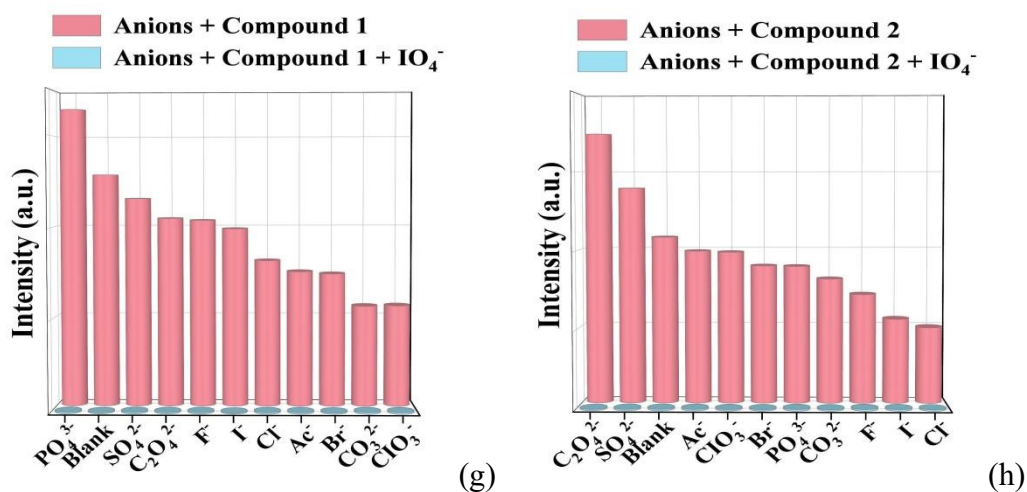 Anions + Compound 1
Anions + Compound 1 + IO₄⁻
Intensity (a.u.)
PO₄³⁻
Blank
SO₄²⁻
C₂O₄²⁻
F⁻
I⁻
Cl⁻
Ac⁻
Br⁻
CO₃²⁻
ClO₃⁻
(g)
Anions + Compound 2
Anions + Compound 2 + IO₄⁻
Intensity (a.u.)
C₂O₄²⁻
SO₄²⁻
Blank
Ac⁻
ClO₃⁻
Br⁻
PO₄³⁻
CO₃²⁻
F⁻
I⁻
Cl⁻
(h)